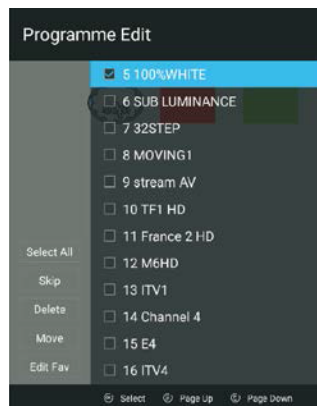 Programme Edit
5 100%WHITE
6 SUB LUMINANCE
7 32STEP
8 MOVING1
9 stream AV
10 TF1 HD
11 France 2 HD
12 M6HD
13 ITV1
14 Channel 4
15 E4
16 ITV4
Select All
Skip
Delete
Move
Edit Fav
Select Page Up Page Down